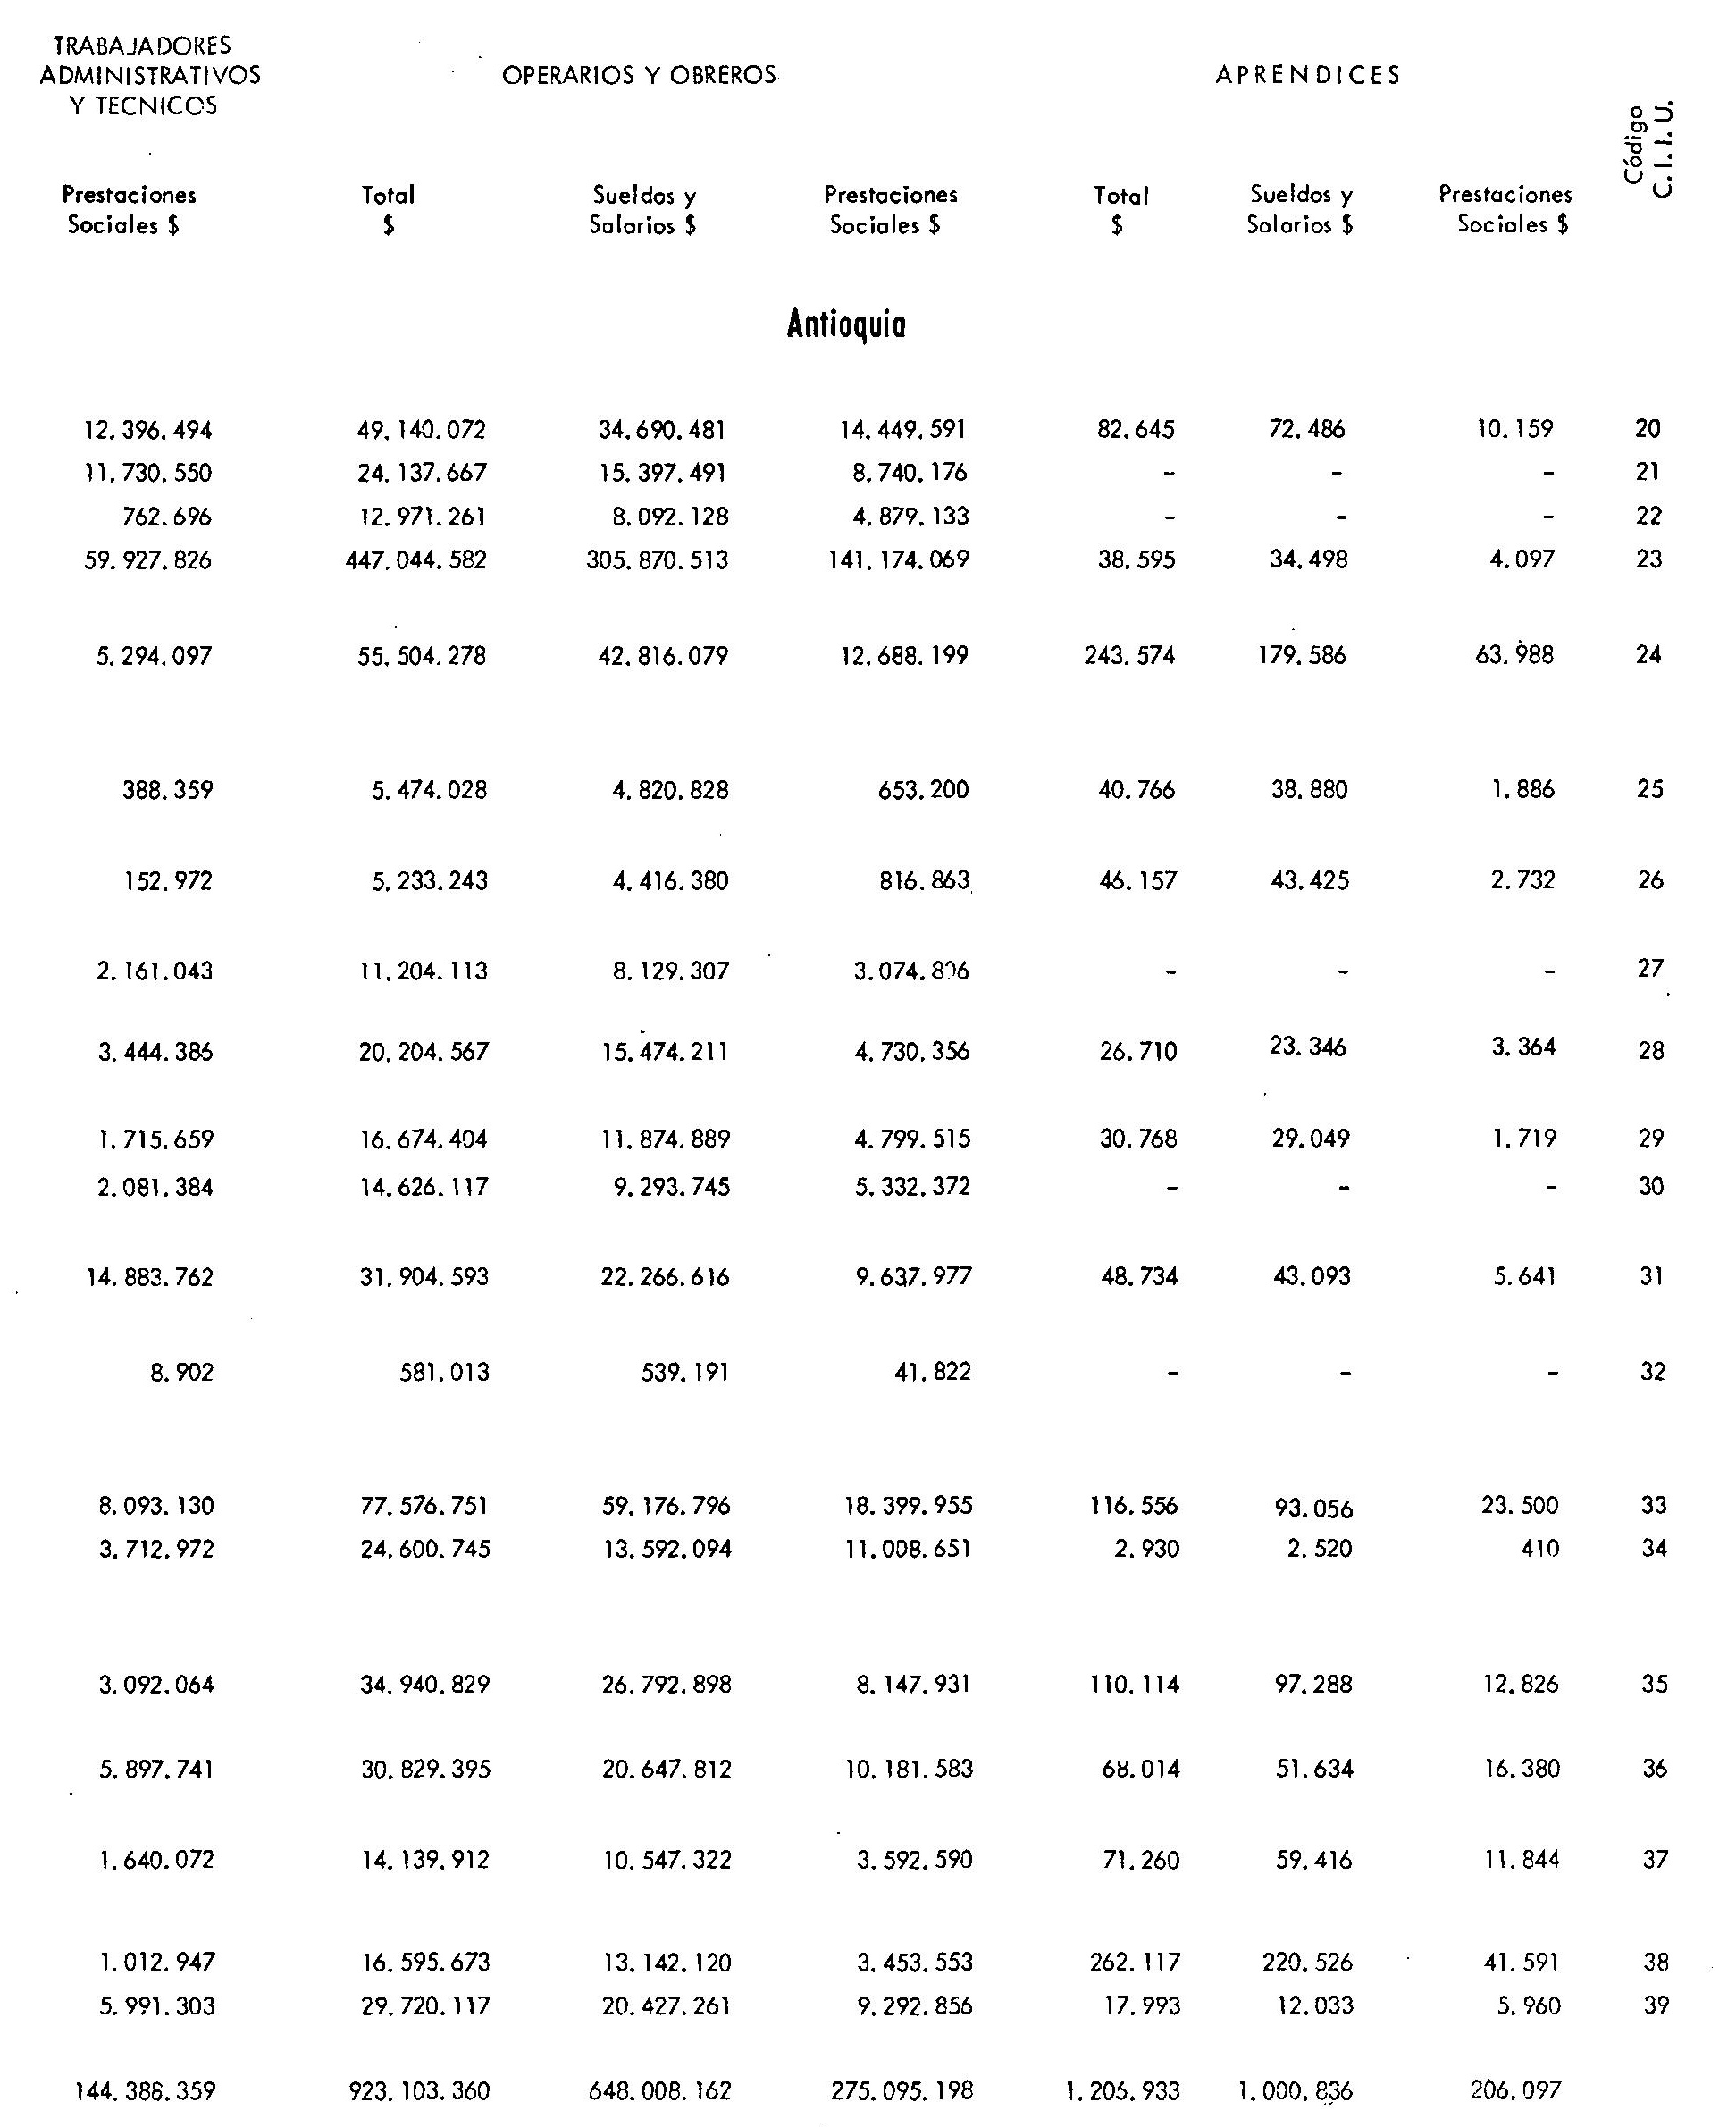 TRABAJADORES
ADMINISTRATIVOS OPERARIOS Y OBREROS APRENDICES
Y TECNICOS
Código
C.I.I.U.
Prestaciones Total Sueldos y Prestaciones Total Sueldos y Prestaciones
Sociales $ $ Salarios $ Sociales $ $ Salarios $ Sociales $
Antioquia
12.396.494 49.140.072 34.690.481 14.449.591 82.645 72.486 10.159 20
11.730.550 24.137.667 15.397.491 8.740.176 - - - 21
762.696 12.971.261 8.092.128 4.879.133 - - - 22
59.927.826 447.044.582 305.870.513 141.174.069 38.595 34.498 4.097 23
5.294.097 55.504.278 42.816.079 12.688.199 243.574 179.586 63.988 24
388.359 5.474.028 4.820.828 653.200 40.766 38.880 1.886 25
152.972 5.233.243 4.416.380 816.863 46.157 43.425 2.732 26
2.161.043 11.204.113 8.129.307 3.074.806 - - - 27
3.444.386 20.204.567 15.474.211 4.730.356 26.710 23.346 3.364 28
1.715.659 16.674.404 11.874.889 4.799.515 30.768 29.049 1.719 29
2.081.384 14.626.117 9.293.745 5.332.372 - - - 30
14.883.762 31.904.593 22.266.616 9.637.977 48.734 43.093 5.641 31
8.902 581.013 539.191 41.822 - - - 32
8.093.130 77.576.751 59.176.796 18.399.955 116.556 93.056 23.500 33
3.712.972 24.600.745 13.592.094 11.008.651 2.930 2.520 410 34
3.092.064 34.940.829 26.792.898 8.147.931 110.114 97.288 12.826 35
5.897.741 30.829.395 20.647.812 10.181.583 68.014 51.634 16.380 36
1.640.072 14.139.912 10.547.322 3.592.590 71.260 59.416 11.844 37
1.012.947 16.595.673 13.142.120 3.453.553 262.117 220.526 41.591 38
5.991.303 29.720.117 20.427.261 9.292.856 17.993 12.033 5.960 39
144.388.359 923.103.360 648.008.162 275.095.198 1.206.933 1.000.836 206.097